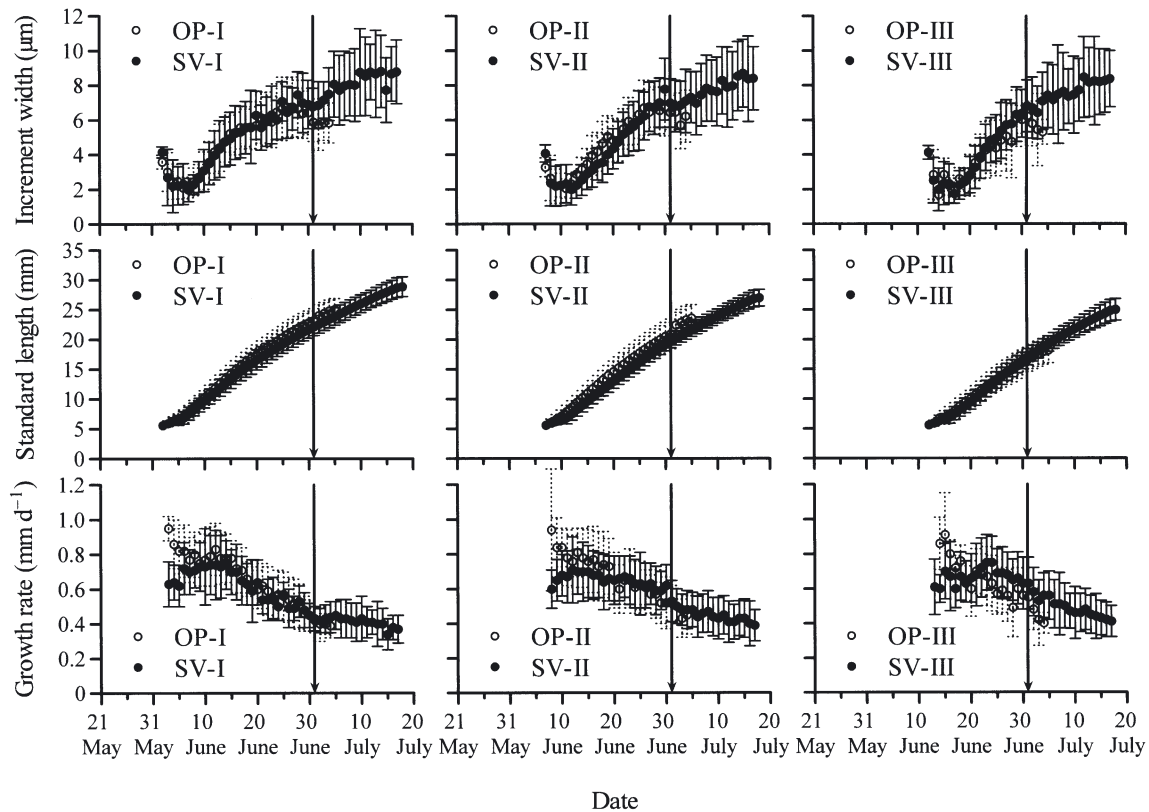 Increment width (µm)
12
10
8
6
4
2
0
OP-I
SV-I
OP-II
SV-II
OP-III
SV-III
Standard length (mm)
35
30
25
20
15
10
5
0
OP-I
SV-I
OP-II
SV-II
OP-III
SV-III
Growth rate (mm d⁻¹)
1.2
1.0
0.8
0.6
0.4
0.2
0
OP-I
SV-I
OP-II
SV-II
OP-III
SV-III
21 31 10 20 30 10 20
May May June June June July July
21 31 10 20 30 10 20
May May June June June July July
21 31 10 20 30 10 20
May May June June June July July
Date